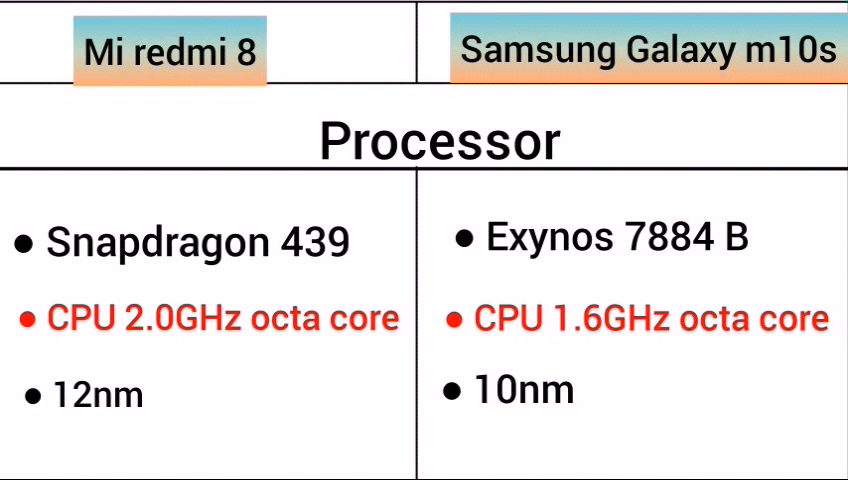 Mi redmi 8
Samsung Galaxy m10s
Processor
● Snapdragon 439
● Exynos 7884 B
● CPU 2.0GHz octa core
● CPU 1.6GHz octa core
● 12nm
● 10nm